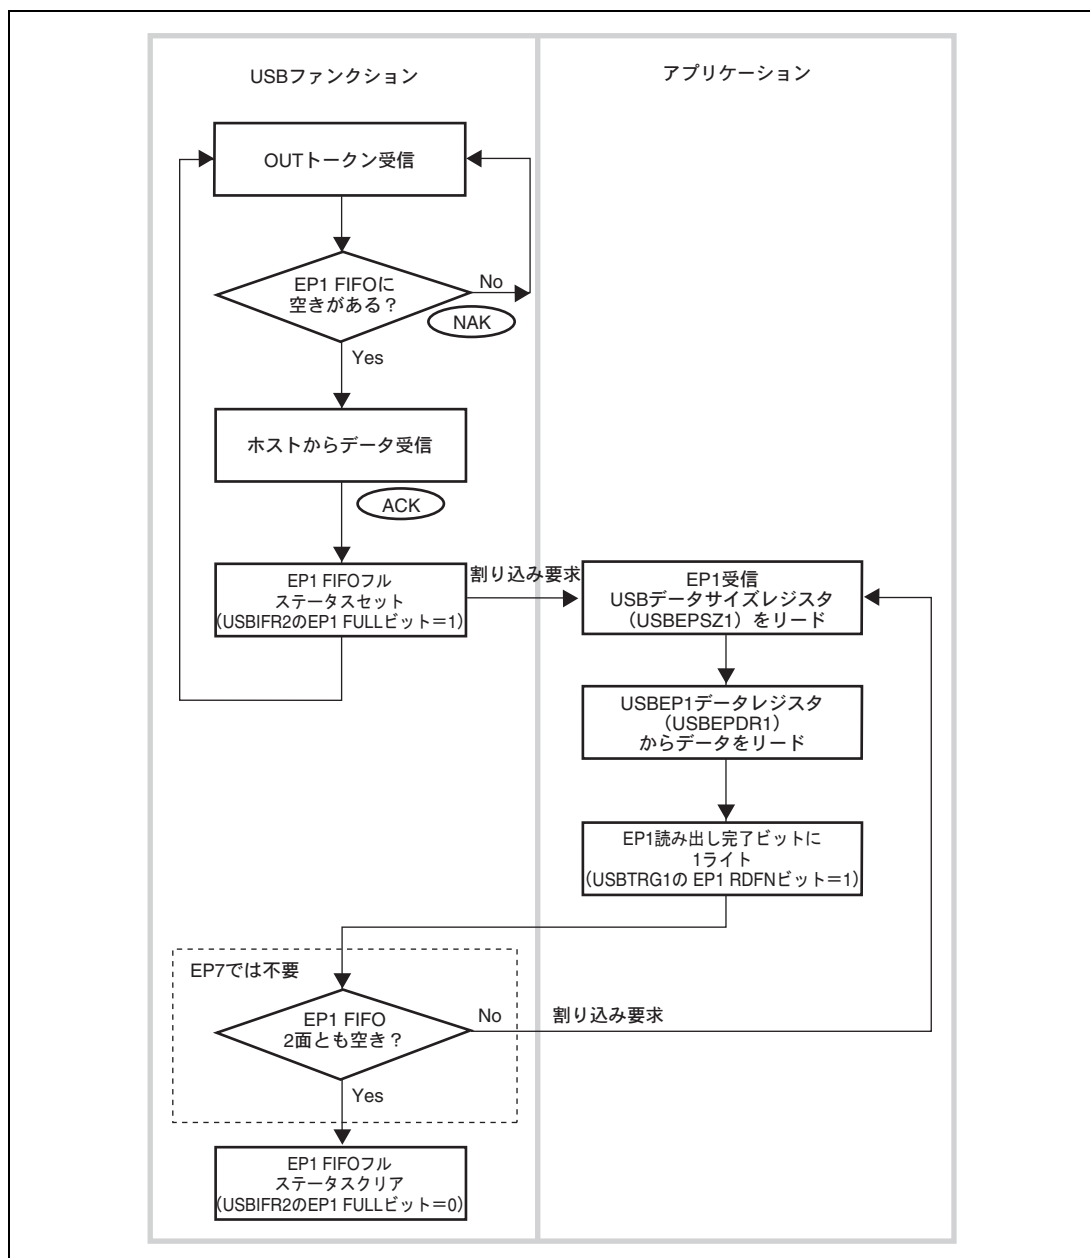 USBファンクション
アプリケーション
OUTトークン受信
EP1 FIFOに
空きがある？
No
NAK
Yes
ホストからデータ受信
ACK
EP1 FIFOフル
ステータスセット
（USBIFR2のEP1 FULLビット＝1）
割り込み要求
EP1受信
USBデータサイズレジスタ
（USBEPSZ1）をリード
USBEP1データレジスタ
（USBEPDR1）
からデータをリード
EP1読み出し完了ビットに
1ライト
（USBTRG1の EP1 RDFNビット＝1）
EP7では不要
EP1 FIFO
2面とも空き？
No
割り込み要求
Yes
EP1 FIFOフル
ステータスクリア
（USBIFR2のEP1 FULLビット＝0）